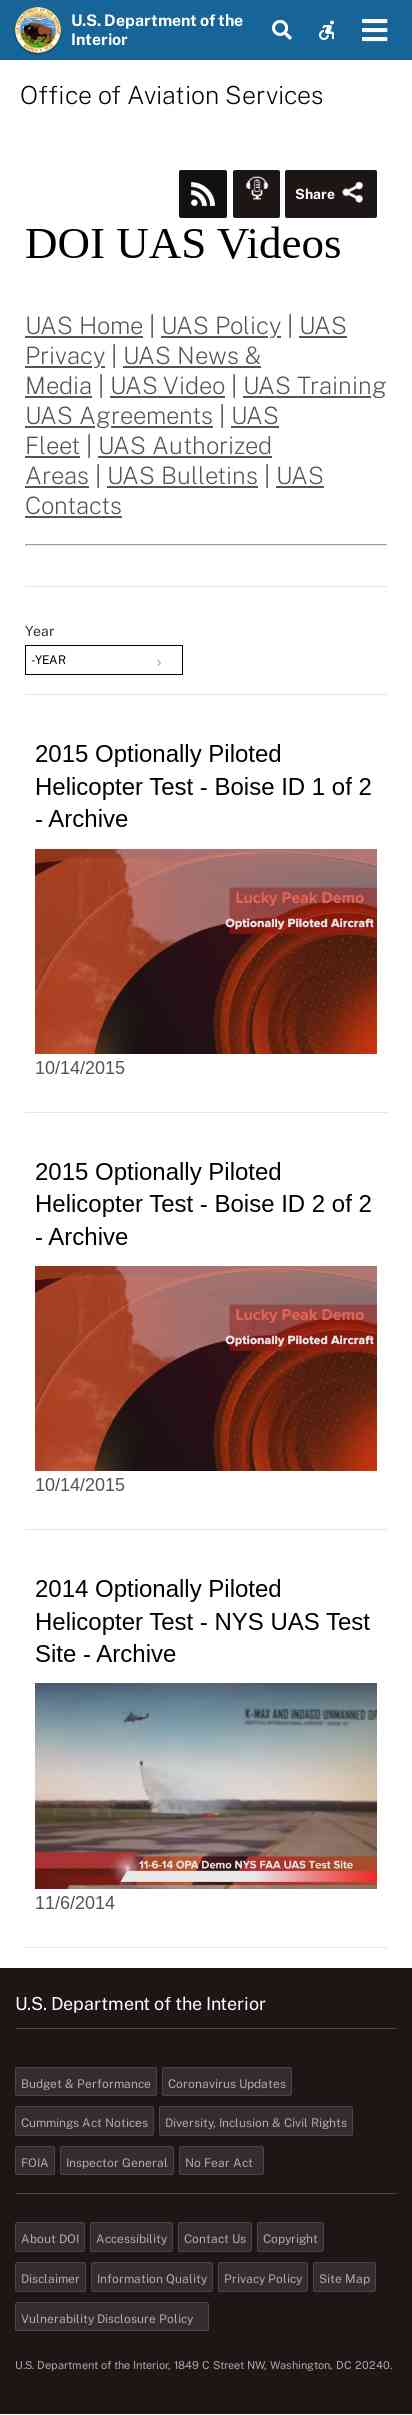 U.S. Department of the
Interior
Office of Aviation Services
Share
DOI UAS Videos
UAS Home | UAS Policy | UAS
Privacy | UAS News &
Media | UAS Video | UAS Training
UAS Agreements | UAS
Fleet | UAS Authorized
Areas | UAS Bulletins | UAS
Contacts
Year
-YEAR
2015 Optionally Piloted
Helicopter Test - Boise ID 1 of 2
- Archive
Lucky Peak Demo
Optionally Piloted Aircraft
10/14/2015
2015 Optionally Piloted
Helicopter Test - Boise ID 2 of 2
- Archive
Lucky Peak Demo
Optionally Piloted Aircraft
10/14/2015
2014 Optionally Piloted
Helicopter Test - NYS UAS Test
Site - Archive
K-MAX AND INDAGO UNMANNED OP
11-6-14 OPA Demo NYS FAA UAS Test Site
11/6/2014
U.S. Department of the Interior
Budget & Performance Coronavirus Updates
Cummings Act Notices Diversity, Inclusion & Civil Rights
FOIA Inspector General No Fear Act
About DOI Accessibility Contact Us Copyright
Disclaimer Information Quality Privacy Policy Site Map
Vulnerability Disclosure Policy
U.S. Department of the Interior, 1849 C Street NW, Washington, DC 20240.